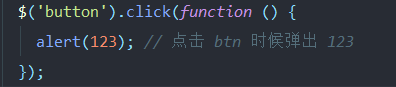 $('button').click(function () {
alert(123); // 点击 btn 时候弹出 123
});